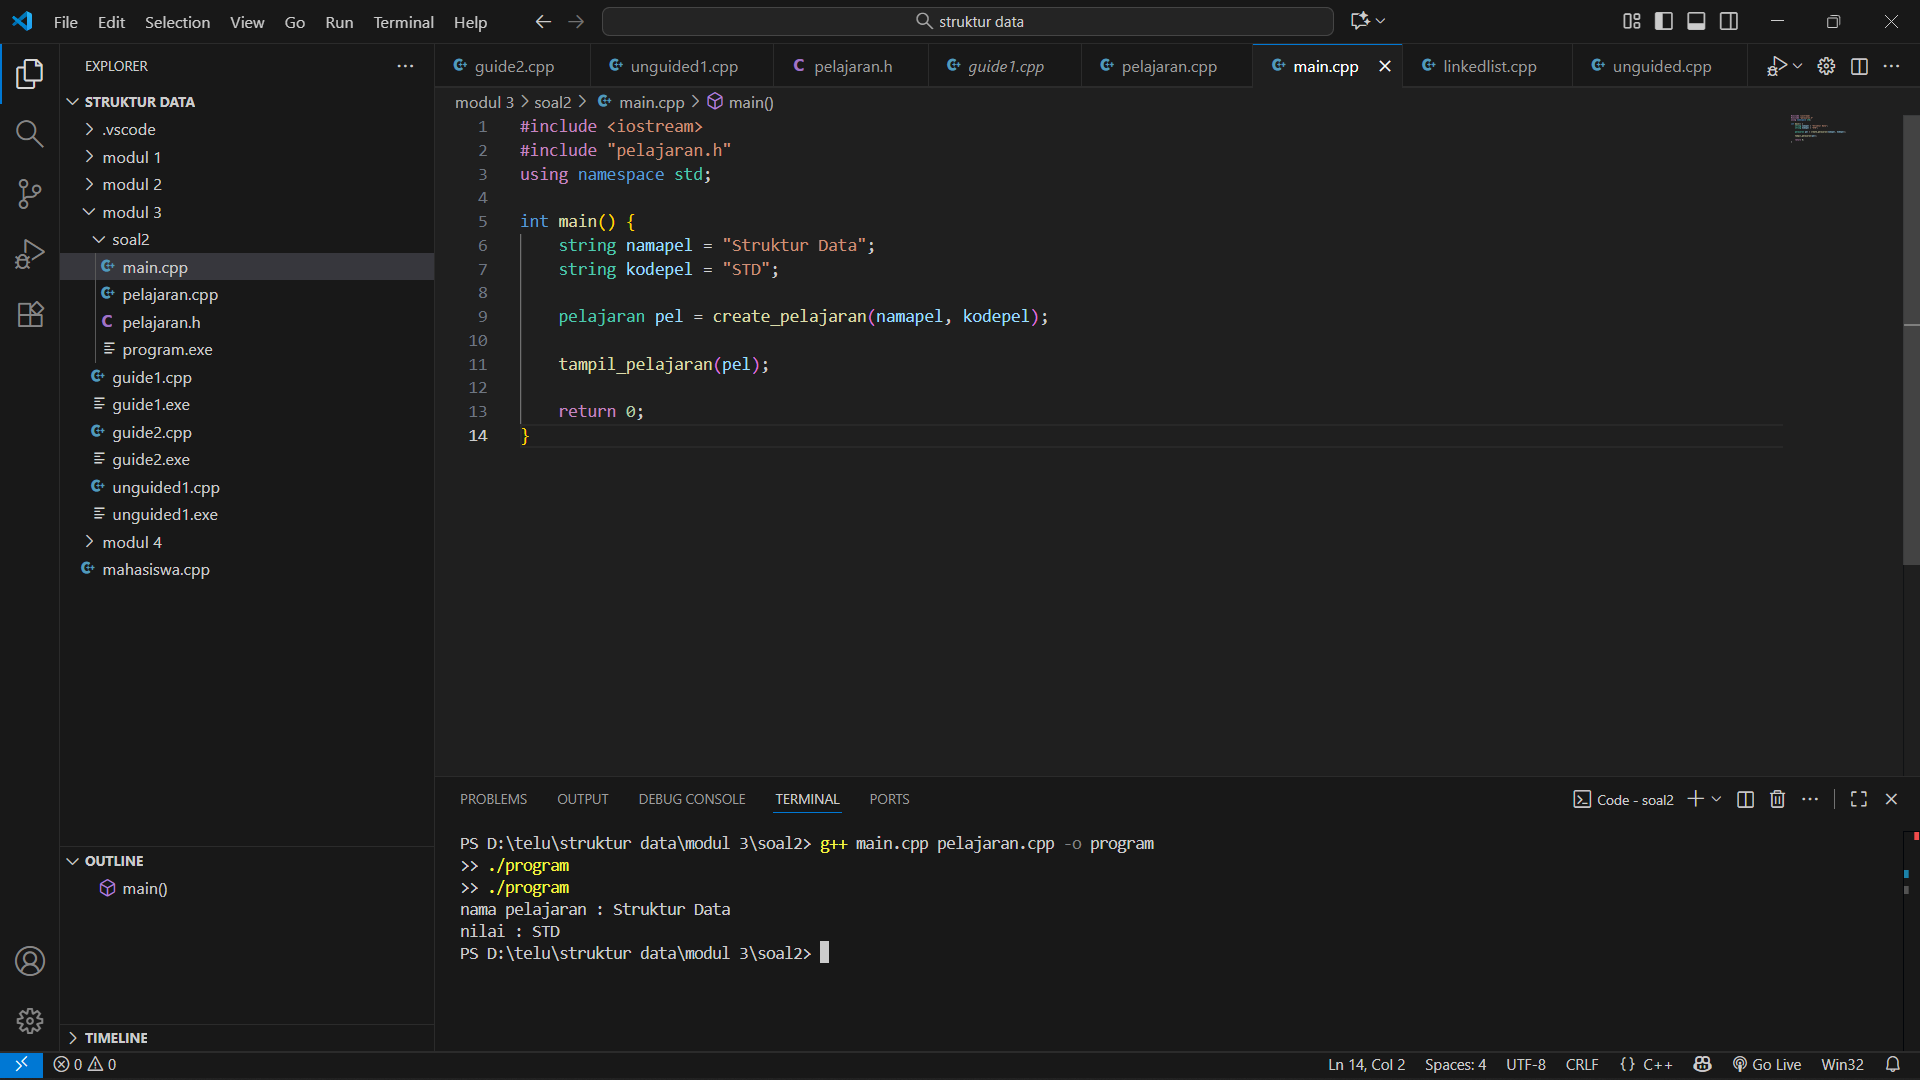 File Edit Selection View Go Run Terminal Help
struktur data
EXPLORER
STRUKTUR DATA
.vscode
modul 1
modul 2
modul 3
soal2
main.cpp
pelajaran.cpp
pelajaran.h
program.exe
guide1.cpp
guide1.exe
guide2.cpp
guide2.exe
unguided1.cpp
unguided1.exe
modul 4
mahasiswa.cpp
OUTLINE
main()
TIMELINE
guide2.cpp unguided1.cpp pelajaran.h guide1.cpp pelajaran.cpp main.cpp linkedlist.cpp unguided.cpp
modul 3 > soal2 > main.cpp > main()
1 #include <iostream>
2 #include "pelajaran.h"
3 using namespace std;
4
5 int main() {
6 string namapel = "Struktur Data";
7 string kodepel = "STD";
8
9 pelajaran pel = create_pelajaran(namapel, kodepel);
10
11 tampil_pelajaran(pel);
12
13 return 0;
14 }
PROBLEMS OUTPUT DEBUG CONSOLE TERMINAL PORTS
Code - soal2
PS D:\telu\struktur data\modul 3\soal2> g++ main.cpp pelajaran.cpp -o program
>> ./program
>> ./program
nama pelajaran : Struktur Data
nilai : STD
PS D:\telu\struktur data\modul 3\soal2>
0 0
Ln 14, Col 2 Spaces: 4 UTF-8 CRLF {} C++ Go Live Win32